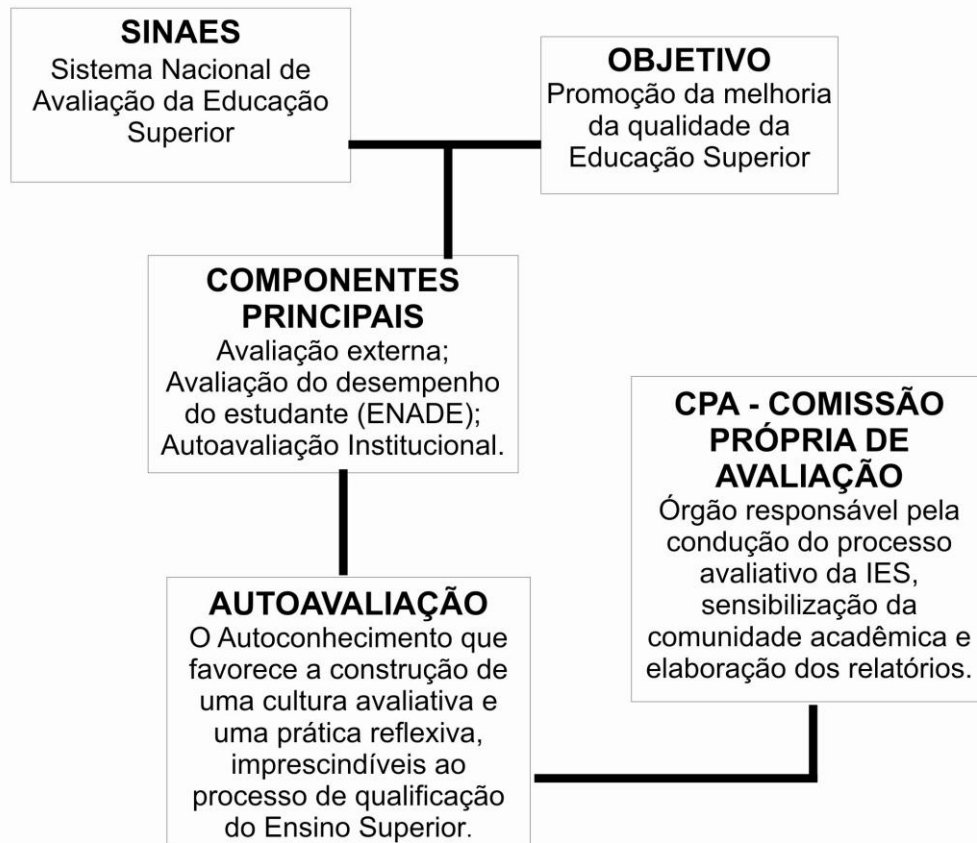 SINAES
Sistema Nacional de
Avaliação da Educação
Superior
OBJETIVO
Promoção da melhoria
da qualidade da
Educação Superior
COMPONENTES
PRINCIPAIS
Avaliação externa;
Avaliação do desempenho
do estudante (ENADE);
Autoavaliação Institucional.
CPA - COMISSÃO
PRÓPRIA DE
AVALIAÇÃO
Órgão responsável pela
condução do processo
avaliativo da IES,
sensibilização da
comunidade acadêmica e
elaboração dos relatórios.
AUTOAVALIAÇÃO
O Autoconhecimento que
favorece a construção de
uma cultura avaliativa e
uma prática reflexiva,
imprescindíveis ao
processo de qualificação
do Ensino Superior.